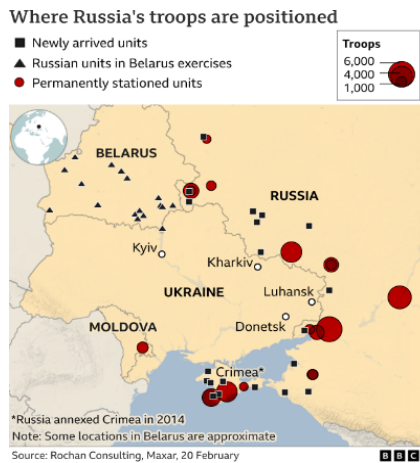 Where Russia's troops are positioned
Newly arrived units
Russian units in Belarus exercises
Permanently stationed units
Troops
6,000
4,000
1,000
BELARUS
RUSSIA
Kyiv
Kharkiv
UKRAINE
Luhansk
Donetsk
MOLDOVA
Crimea*
*Russia annexed Crimea in 2014
Note: Some locations in Belarus are approximate
Source: Rochan Consulting, Maxar, 20 February
BBC